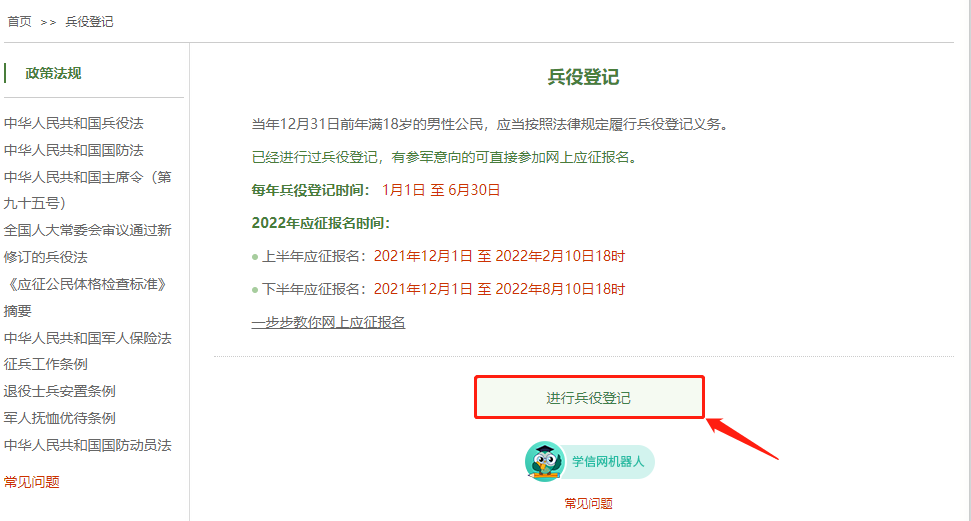 首页 >> 兵役登记
政策法规
中华人民共和国兵役法
中华人民共和国国防法
中华人民共和国主席令（第
九十五号）
全国人大常委会审议通过新
修订的兵役法
《应征公民体格检查标准》
摘要
中华人民共和国军人保险法
征兵工作条例
退役士兵安置条例
军人抚恤优待条例
中华人民共和国国防动员法
常见问题
兵役登记
当年12月31日前年满18岁的男性公民，应当按照法律规定履行兵役登记义务。
已经进行过兵役登记，有参军意向的可直接参加网上应征报名。
每年兵役登记时间： 1月1日 至 6月30日
2022年应征报名时间：
上半年应征报名：2021年12月1日 至 2022年2月10日18时
下半年应征报名：2021年12月1日 至 2022年8月10日18时
一步步教你网上应征报名
进行兵役登记
学信网机器人
常见问题